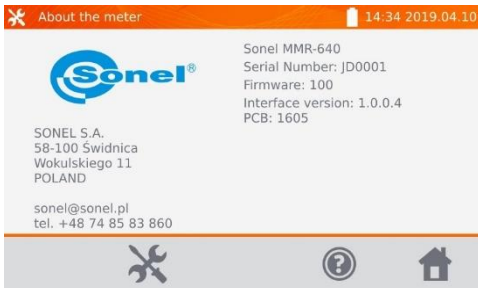 About the meter
14:34 2019.04.10
Sonel®
Sonel MMR-640
Serial Number: JD0001
Firmware: 100
Interface version: 1.0.0.4
PCB: 1605
SONEL S.A.
58-100 Świdnica
Wokulskiego 11
POLAND
sonel@sonel.pl
tel. +48 74 85 83 860
?